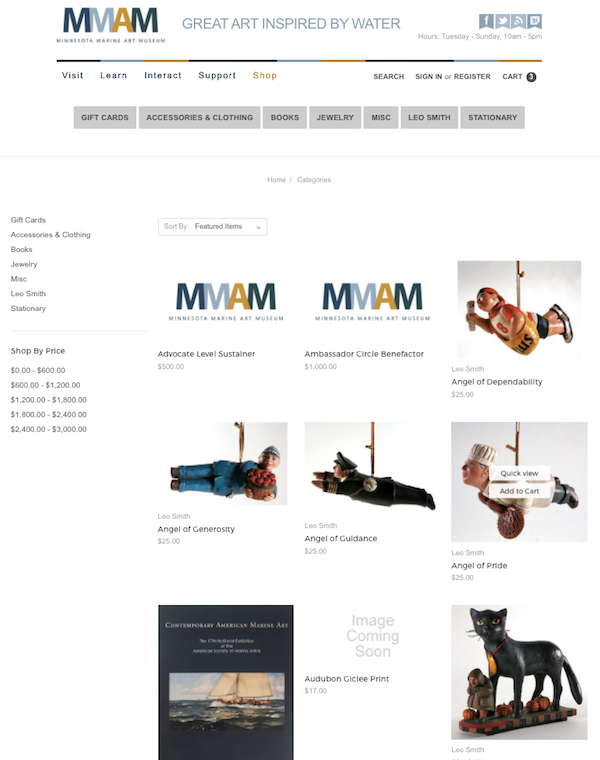 MMAM
MINNESOTA MARINE ART MUSEUM
GREAT ART INSPIRED BY WATER
Hours: Tuesday - Sunday, 10am - 5pm
Visit Learn Interact Support Shop
SEARCH SIGN IN or REGISTER CART 3
GIFT CARDS ACCESSORIES & CLOTHING BOOKS JEWELRY MISC LEO SMITH STATIONARY
Home / Categories
Gift Cards
Accessories & Clothing
Books
Jewelry
Misc
Leo Smith
Stationary
Shop By Price
$0.00 - $600.00
$600.00 - $1,200.00
$1,200.00 - $1,800.00
$1,800.00 - $2,400.00
$2,400.00 - $3,000.00
Sort By: Featured Items
MMAM
MINNESOTA MARINE ART MUSEUM
Advocate Level Sustainer
$500.00
MMAM
MINNESOTA MARINE ART MUSEUM
Ambassador Circle Benefactor
$1,000.00
Leo Smith
Angel of Dependability
$25.00
Leo Smith
Angel of Generosity
$25.00
Leo Smith
Angel of Guidance
$25.00
Quick view
Add to Cart
Leo Smith
Angel of Pride
$25.00
Contemporary American Marine Art
The 17th National Exhibition
of the
American Society of Marine Artists
Image
Coming
Soon
Audubon Giclee Print
$17.00
Leo Smith